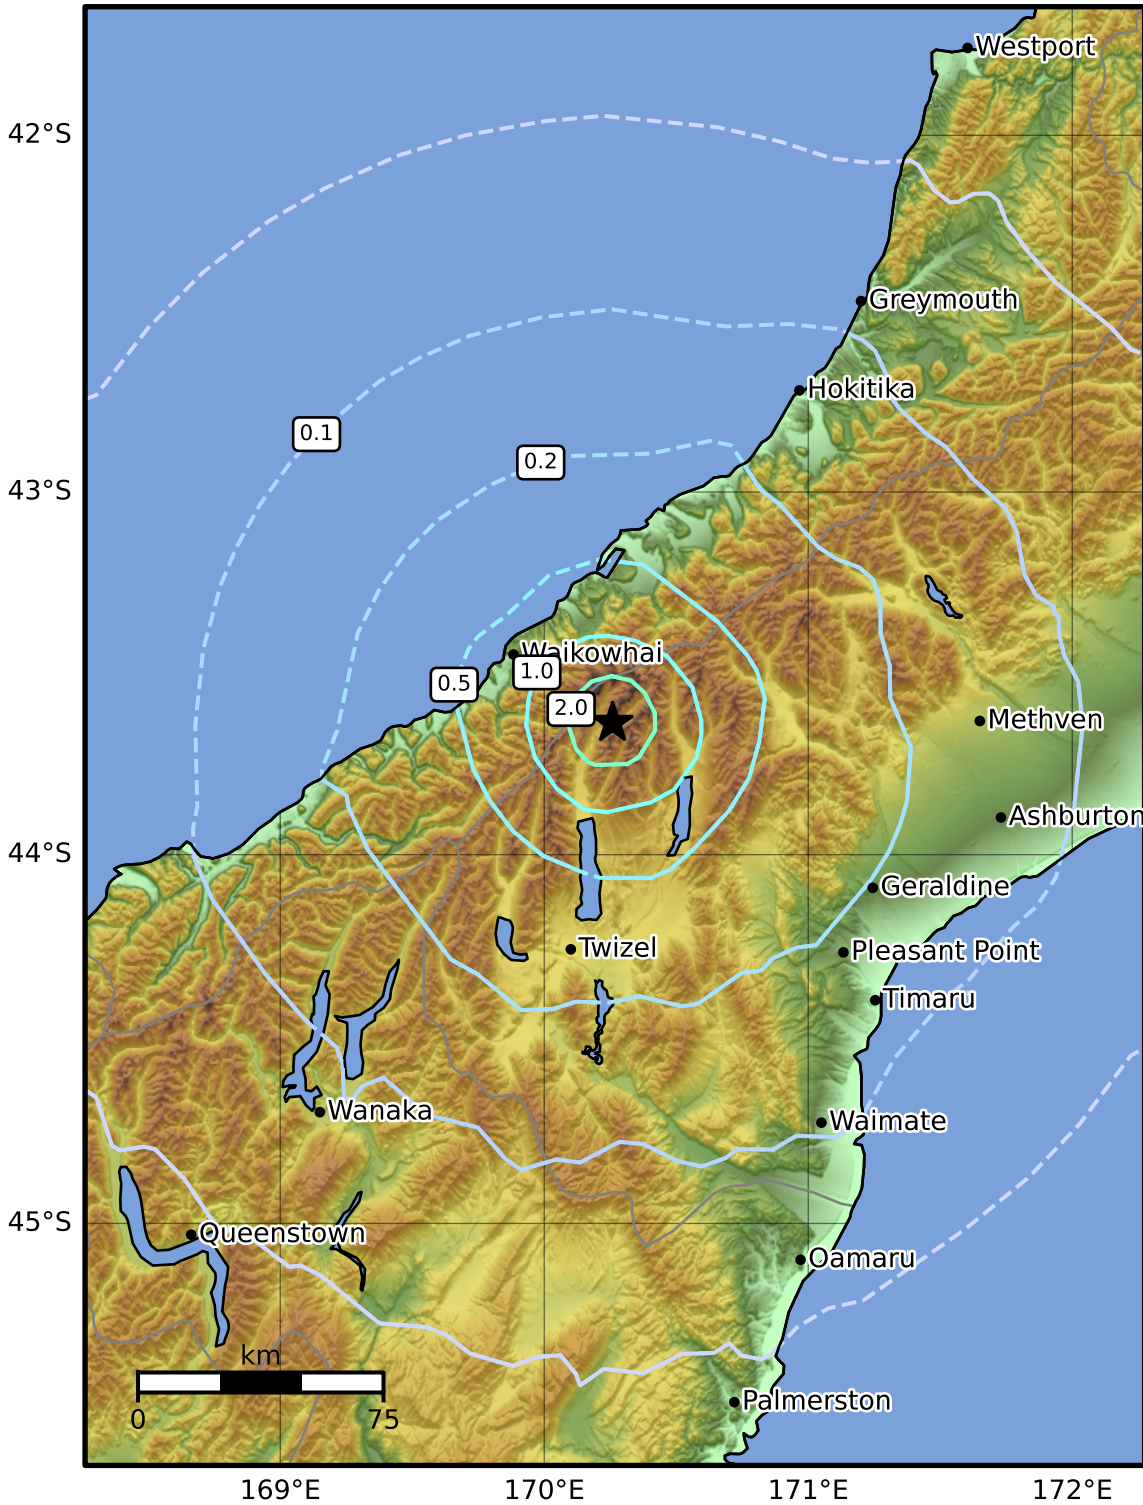 Westport
42°S
Greymouth
Hokitika
0.1
0.2
43°S
Waikowhai
1.0
0.5
2.0
Methven
Ashburton
44°S
Geraldine
Twizel
Pleasant Point
Timaru
Wanaka
Waimate
45°S
Queenstown
Oamaru
km
0 75
Palmerston
169°E 170°E 171°E 172°E